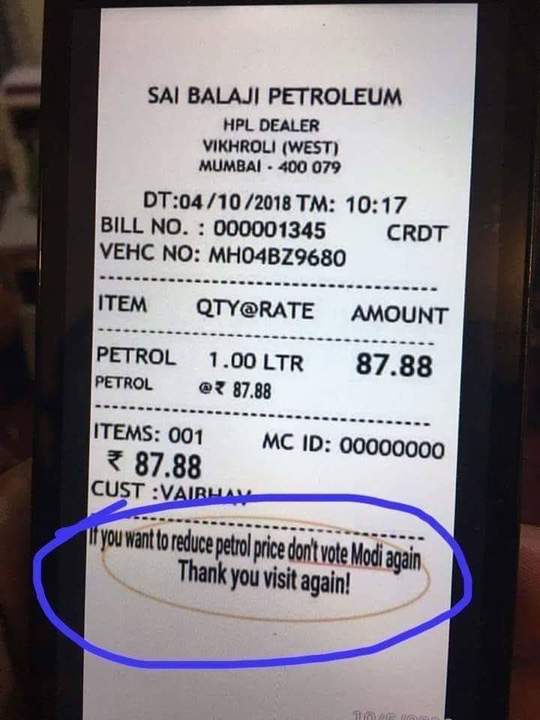 SAI BALAJI PETROLEUM
HPL DEALER
VIKHROLI (WEST)
MUMBAI - 400 079
DT:04/10/2018 TM: 10:17
BILL NO. : 000001345 CRDT
VEHC NO: MH04BZ9680
ITEM QTY@RATE AMOUNT
PETROL 1.00 LTR 87.88
PETROL @₹ 87.88
ITEMS: 001 MC ID: 00000000
₹ 87.88
CUST :VAIBHAV
If you want to reduce petrol price don't vote Modi again
Thank you visit again!